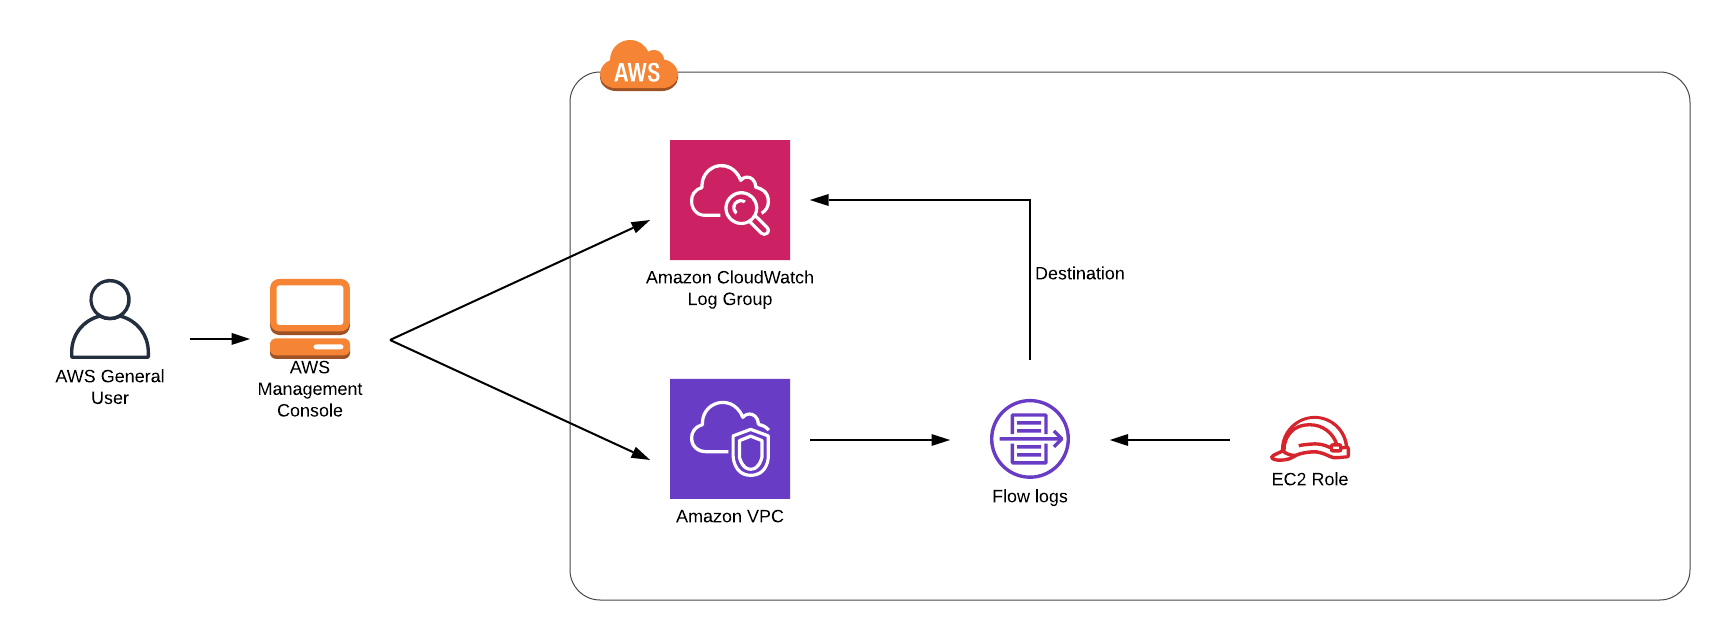 AWS
Amazon CloudWatch
Log Group
Destination
AWS General
User
AWS
Management
Console
Amazon VPC
Flow logs
EC2 Role